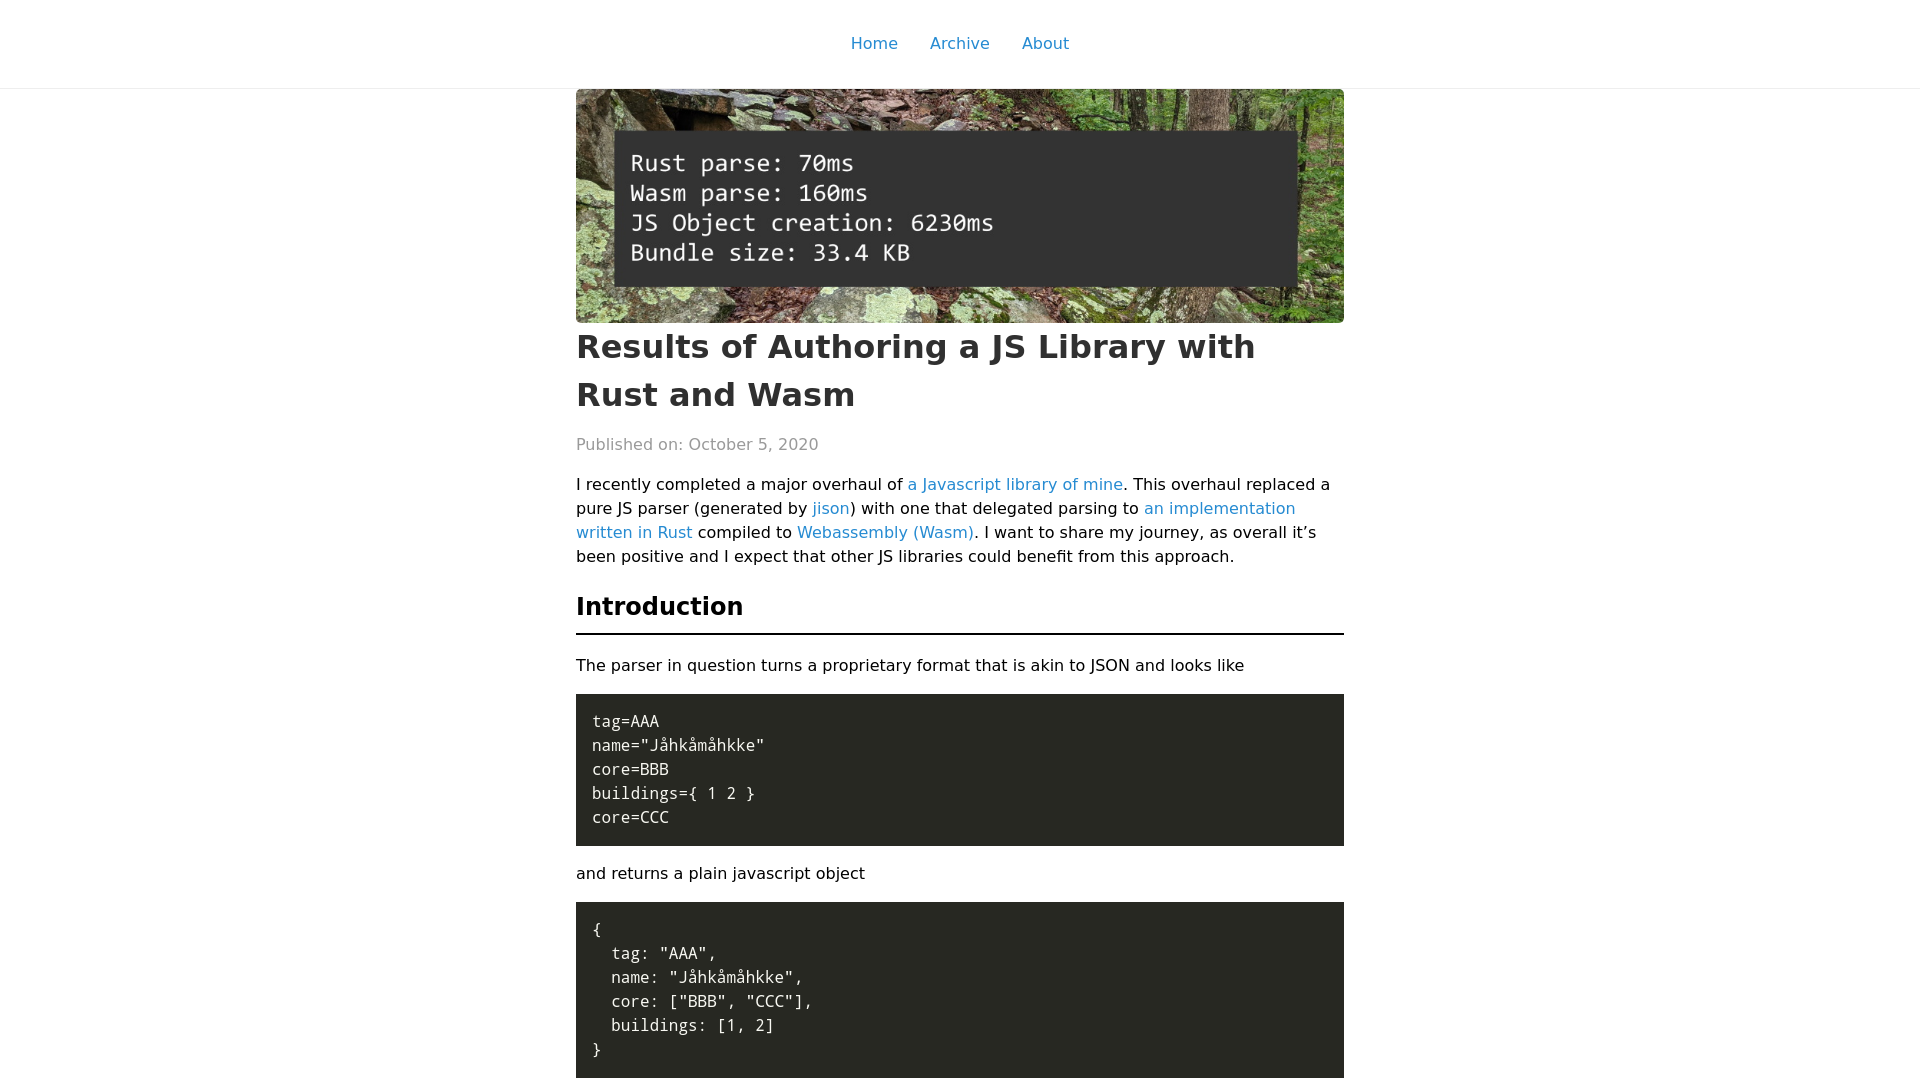 Home Archive About
Rust parse: 70ms
Wasm parse: 160ms
JS Object creation: 6230ms
Bundle size: 33.4 KB
Results of Authoring a JS Library with
Rust and Wasm
Published on: October 5, 2020
I recently completed a major overhaul of a Javascript library of mine. This overhaul replaced a
pure JS parser (generated by jison) with one that delegated parsing to an implementation
written in Rust compiled to Webassembly (Wasm). I want to share my journey, as overall it’s
been positive and I expect that other JS libraries could benefit from this approach.
Introduction
The parser in question turns a proprietary format that is akin to JSON and looks like
tag=AAA
name="Jåhkåmåhkke"
core=BBB
buildings={ 1 2 }
core=CCC
and returns a plain javascript object
{
  tag: "AAA",
  name: "Jåhkåmåhkke",
  core: ["BBB", "CCC"],
  buildings: [1, 2]
}